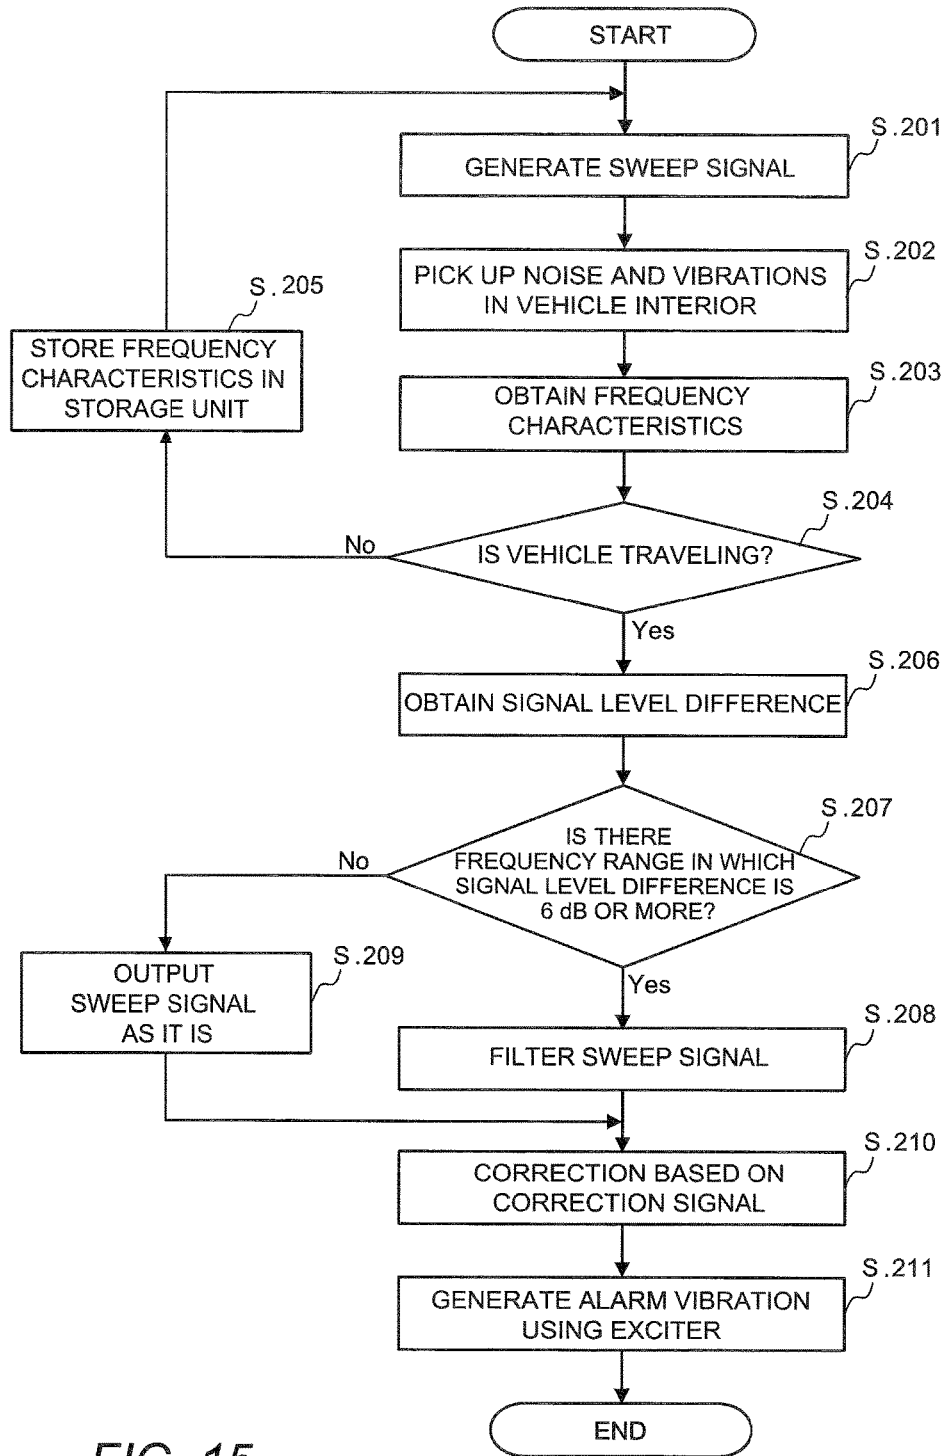 START
S.201
GENERATE SWEEP SIGNAL
S.202
PICK UP NOISE AND VIBRATIONS
IN VEHICLE INTERIOR
S.205
STORE FREQUENCY
CHARACTERISTICS IN
STORAGE UNIT
S.203
OBTAIN FREQUENCY
CHARACTERISTICS
S.204
No
IS VEHICLE TRAVELING?
Yes
S.206
OBTAIN SIGNAL LEVEL DIFFERENCE
S.207
No
IS THERE
FREQUENCY RANGE IN WHICH
SIGNAL LEVEL DIFFERENCE IS
6 dB OR MORE?
Yes
S.209
OUTPUT
SWEEP SIGNAL
AS IT IS
S.208
FILTER SWEEP SIGNAL
S.210
CORRECTION BASED ON
CORRECTION SIGNAL
S.211
GENERATE ALARM VIBRATION
USING EXCITER
END
FIG. 15